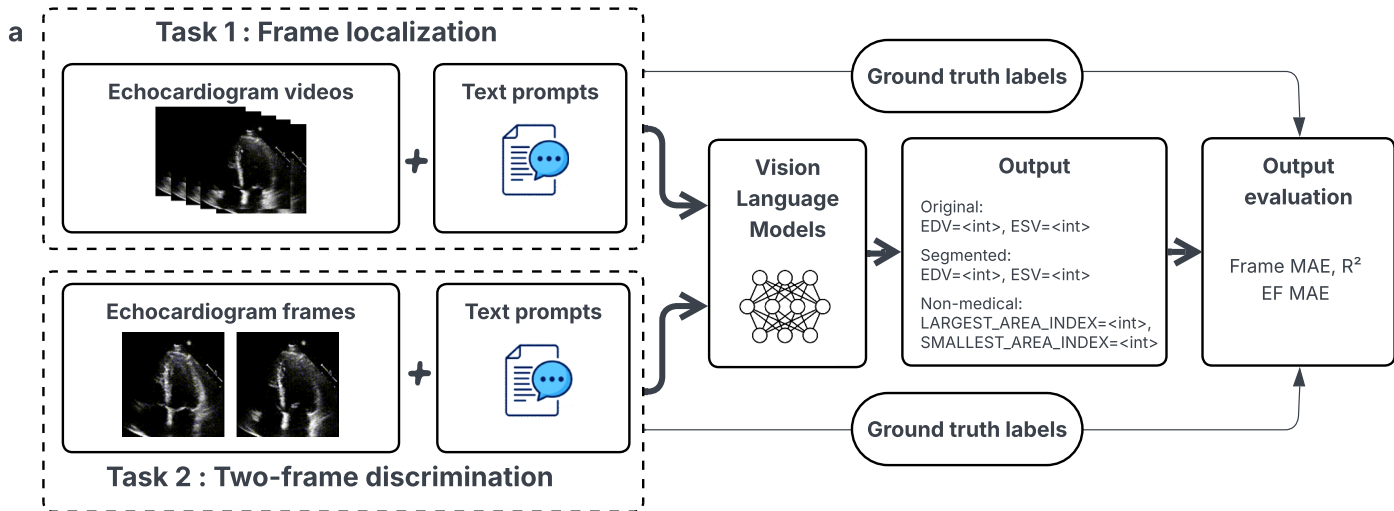 a
Task 1 : Frame localization
Echocardiogram videos
Text prompts
Echocardiogram frames
Text prompts
Task 2 : Two-frame discrimination
Ground truth labels
Vision
Language
Models
Output
Original:
EDV=<int>, ESV=<int>
Segmented:
EDV=<int>, ESV=<int>
Non-medical:
LARGEST_AREA_INDEX=<int>,
SMALLEST_AREA_INDEX=<int>
Output
evaluation
Frame MAE, R²
EF MAE
Ground truth labels